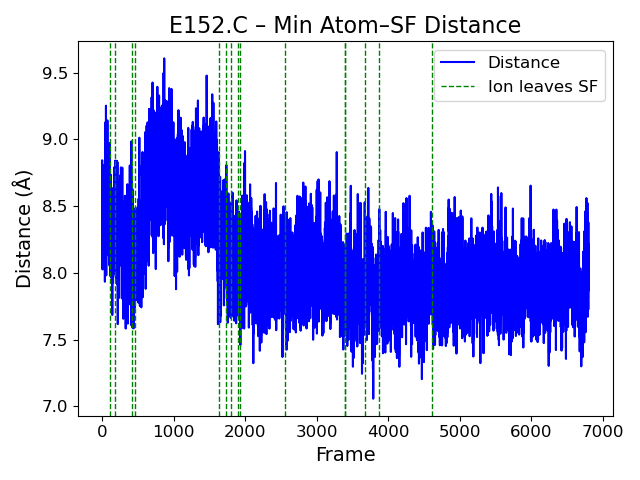 E152.C – Min Atom–SF Distance
Distance
Ion leaves SF
Distance (Å)
9.5
9.0
8.5
8.0
7.5
7.0
0 1000 2000 3000 4000 5000 6000 7000
Frame